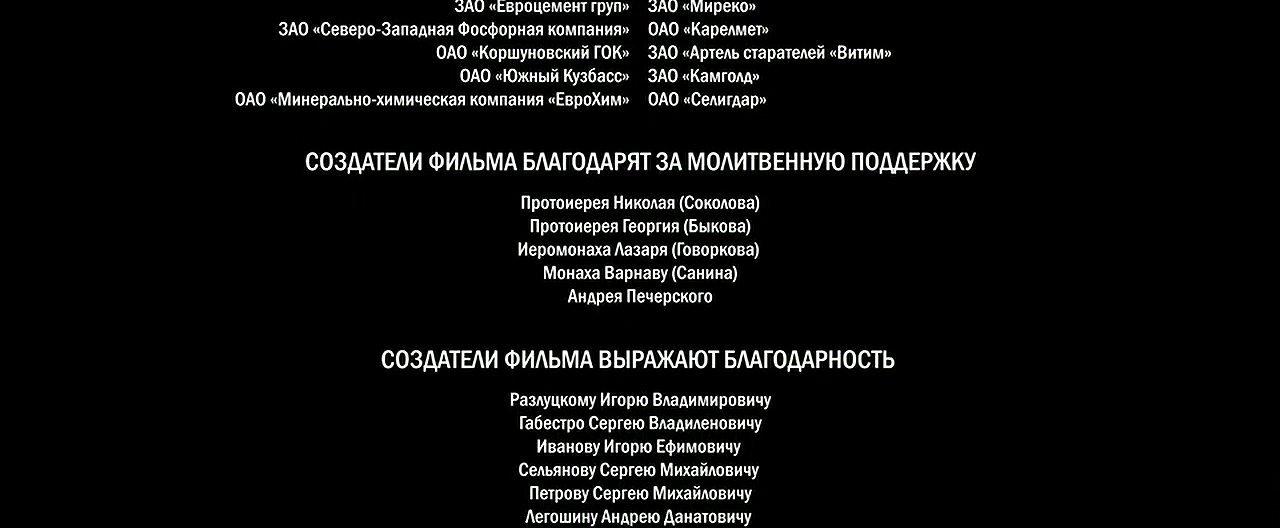 ЗАО «Евроцемент груп» ЗАО «Миреко»
ЗАО «Северо-Западная Фосфорная компания» ОАО «Карелмет»
ОАО «Коршуновский ГОК» ЗАО «Артель старателей «Витим»
ОАО «Южный Кузбасс» ЗАО «Камголд»
ОАО «Минерально-химическая компания «ЕвроХим» ОАО «Селигдар»
СОЗДАТЕЛИ ФИЛЬМА БЛАГОДАРЯТ ЗА МОЛИТВЕННУЮ ПОДДЕРЖКУ
Протоиерея Николая (Соколова)
Протоиерея Георгия (Быкова)
Иеромонаха Лазаря (Говоркова)
Монаха Варнаву (Санина)
Андрея Печерского
СОЗДАТЕЛИ ФИЛЬМА ВЫРАЖАЮТ БЛАГОДАРНОСТЬ
Разлуцкому Игорю Владимировичу
Габестро Сергею Владиленовичу
Иванову Игорю Ефимовичу
Сельянову Сергею Михайловичу
Петрову Сергею Михайловичу
Легошину Андрею Данатовичу